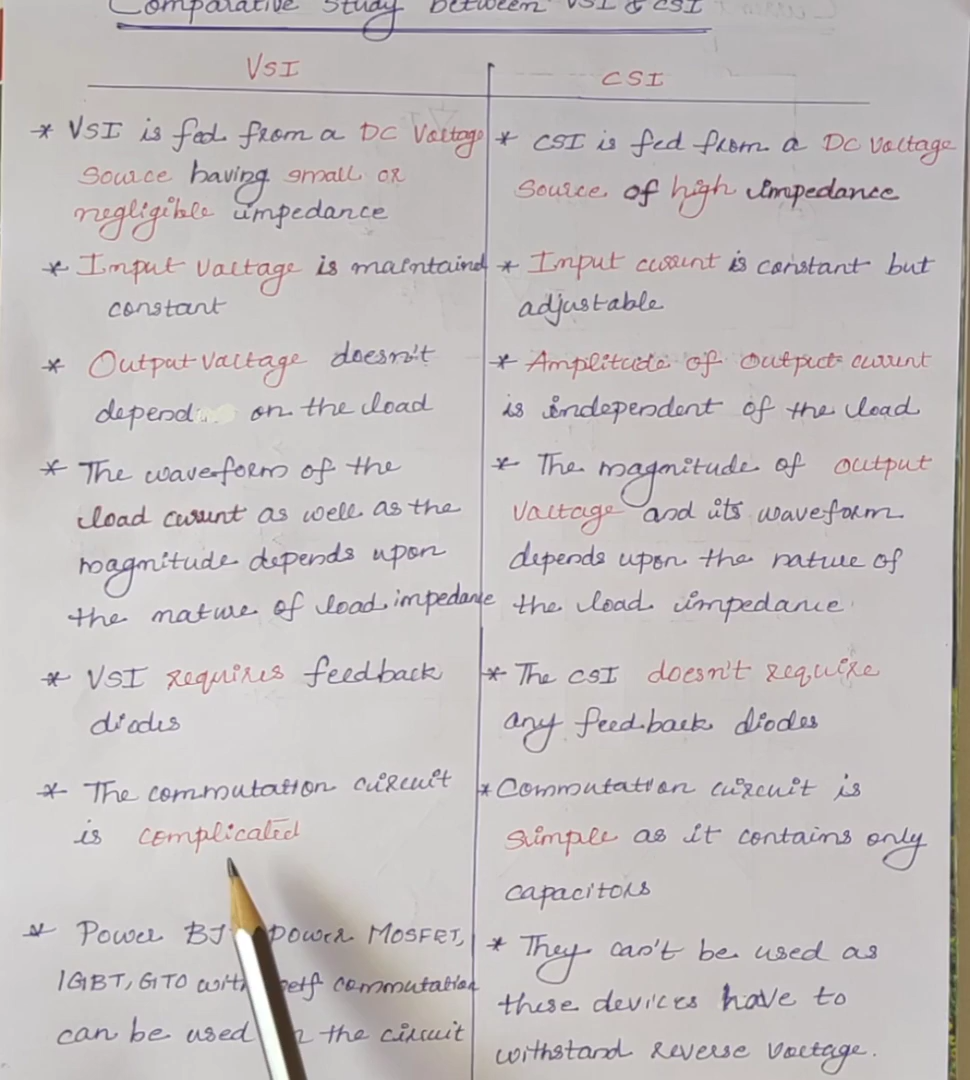 Comparative Study between VSI & CSI
VSI
CSI
* VSI is fed from a DC Voltage
Source having small or
negligible impedance
* Input Voltage is maintaind
constant
* Output voltage doesn't
depend on the load
* The waveform of the
load current as well as the
magnitude depends upon
the nature of load impedance
* VSI requires feedback
diodes
* The commutation circuit
is complicated
* Power BJT, power MOSFET,
IGBT, GTO with self commutation
can be used in the circuit
* CSI is fed from a DC Voltage
Source of high impedance
* Input current is constant but
adjustable
* Amplitude of output current
is independent of the load
* The magnitude of output
Voltage and its waveform
depends upon the nature of
the load impedance
* The CSI doesn't require
any feedback diodes
* Commutation circuit is
simple as it contains only
capacitors
* They can't be used as
these devices have to
withstand reverse voltage.